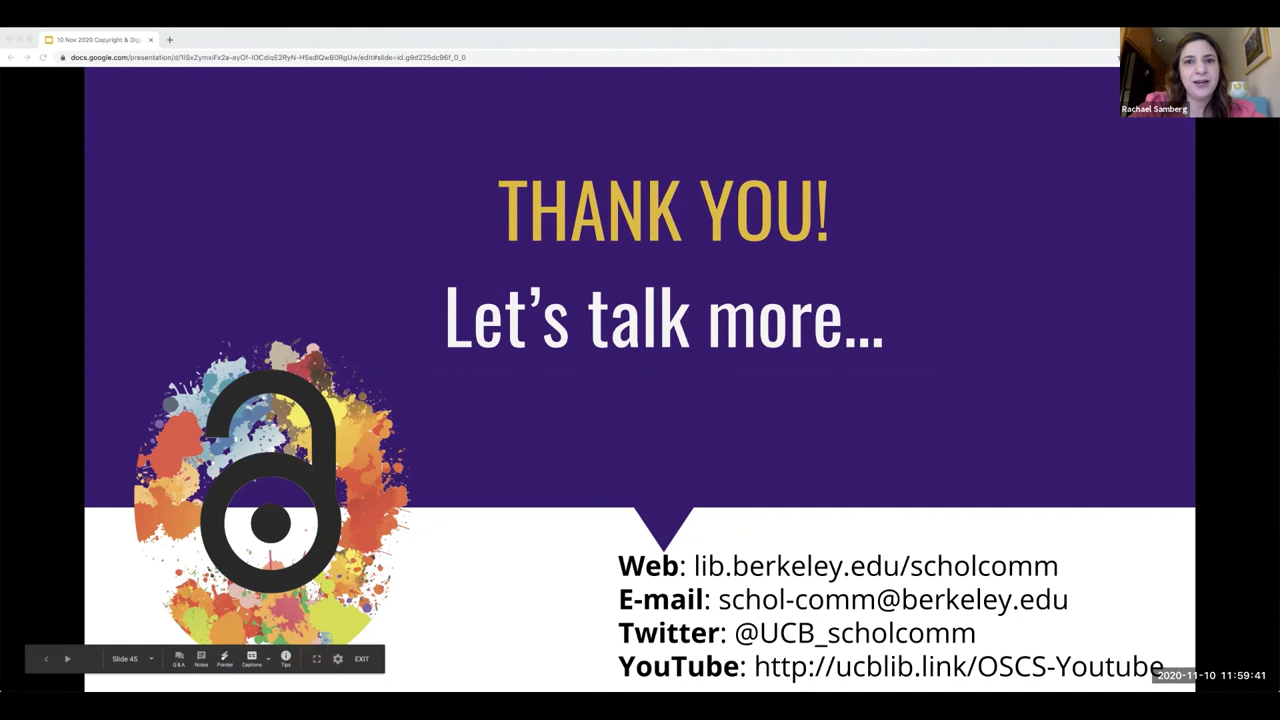 10 Nov 2020 Copyright & Dig
docs.google.com/presentation/d/1lSxZymxiFx2a-eyOf-IOCdiqE2RyN-H5sdlQwB0RgUw/edit#slide=id.g9d225dc96f_0_0
Rachael Samberg
THANK YOU!
Let's talk more...
Web: lib.berkeley.edu/scholcomm
E-mail: schol-comm@berkeley.edu
Twitter: @UCB_scholcomm
YouTube: http://ucblib.link/OSCS-Youtube
Slide 45
Q&A Notes Pointer Captions Tips EXIT
2020-11-10 11:59:41